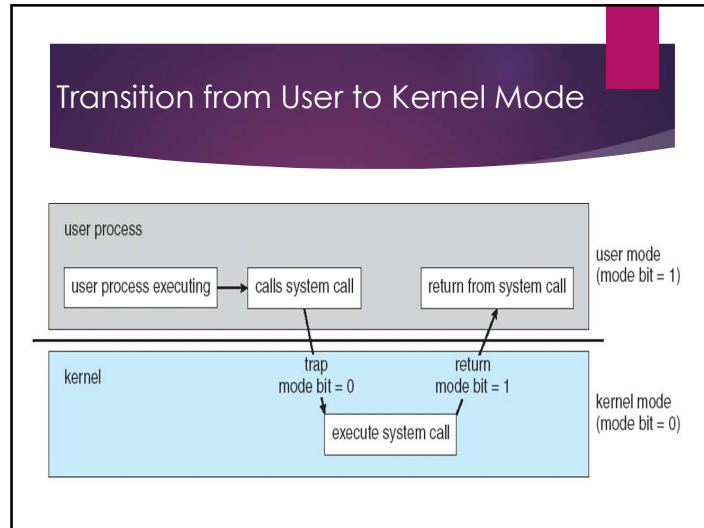 Transition from User to Kernel Mode
user process
user process executing
calls system call
return from system call
user mode
(mode bit = 1)
kernel
trap
mode bit = 0
return
mode bit = 1
execute system call
kernel mode
(mode bit = 0)